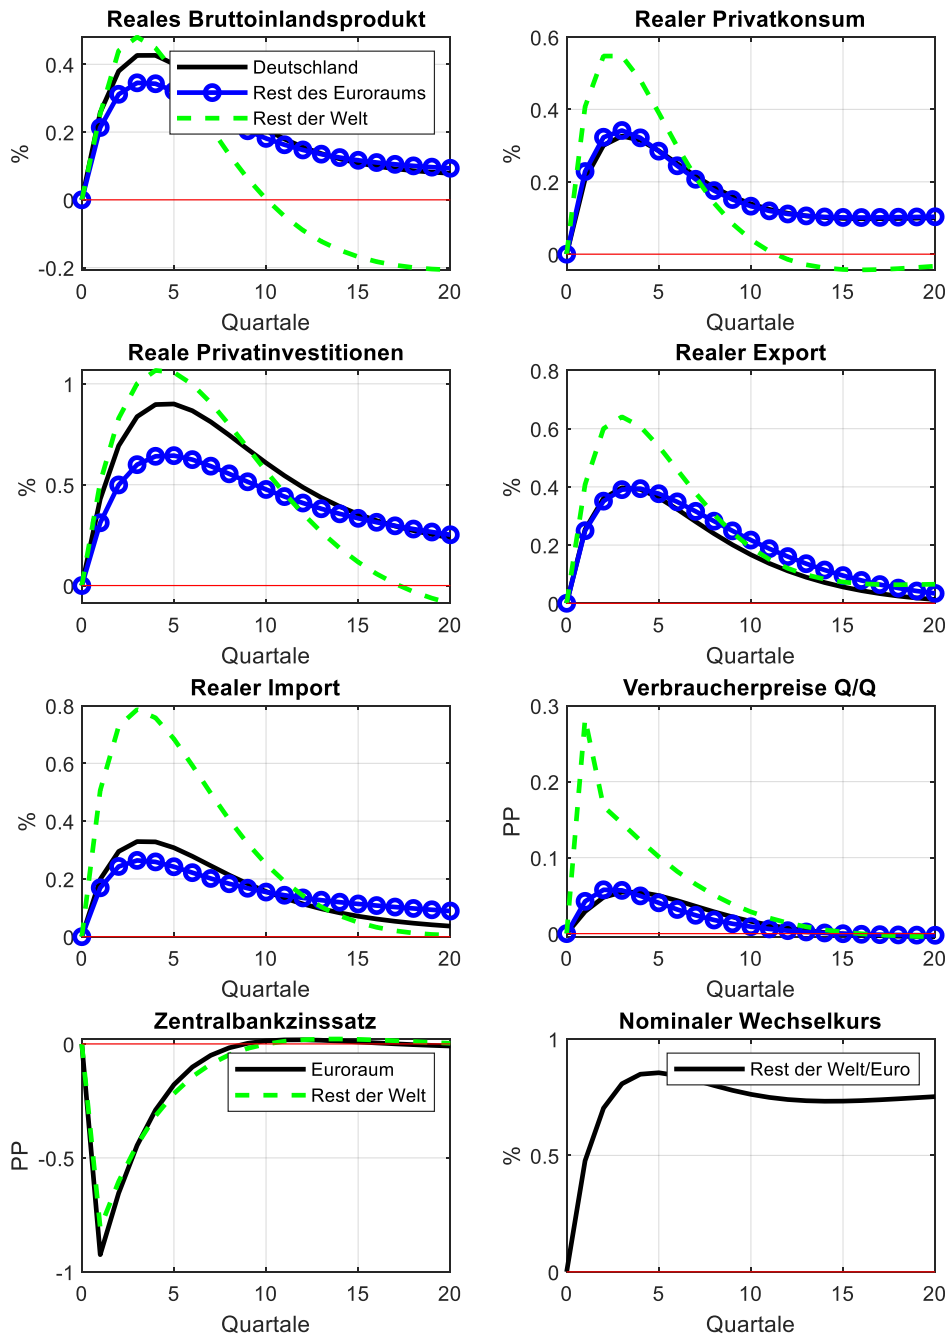 Reales Bruttoinlandsprodukt
0.4
0.2
0
-0.2
%
Deutschland
Rest des Euroraums
Rest der Welt
0 5 10 15 20
Quartale
Realer Privatkonsum
0.6
0.4
0.2
0
%
0 5 10 15 20
Quartale
Reale Privatinvestitionen
1
0.5
0
%
0 5 10 15 20
Quartale
Realer Export
0.8
0.6
0.4
0.2
0
%
0 5 10 15 20
Quartale
Realer Import
0.8
0.6
0.4
0.2
0
%
0 5 10 15 20
Quartale
Verbraucherpreise Q/Q
0.3
0.2
0.1
0
PP
0 5 10 15 20
Quartale
Zentralbankzinssatz
0
-0.5
-1
PP
Euroraum
Rest der Welt
0 5 10 15 20
Quartale
Nominaler Wechselkurs
1
0.5
0
%
Rest der Welt/Euro
0 5 10 15 20
Quartale